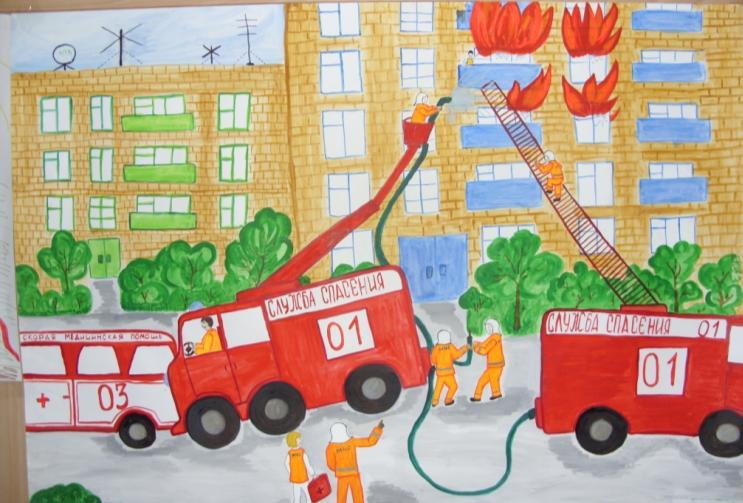 СКОРАЯ МЕДИЦИНСКАЯ ПОМОЩЬ
03
СЛУЖБА СПАСЕНИЯ
01
СЛУЖБА СПАСЕНИЯ 01
01